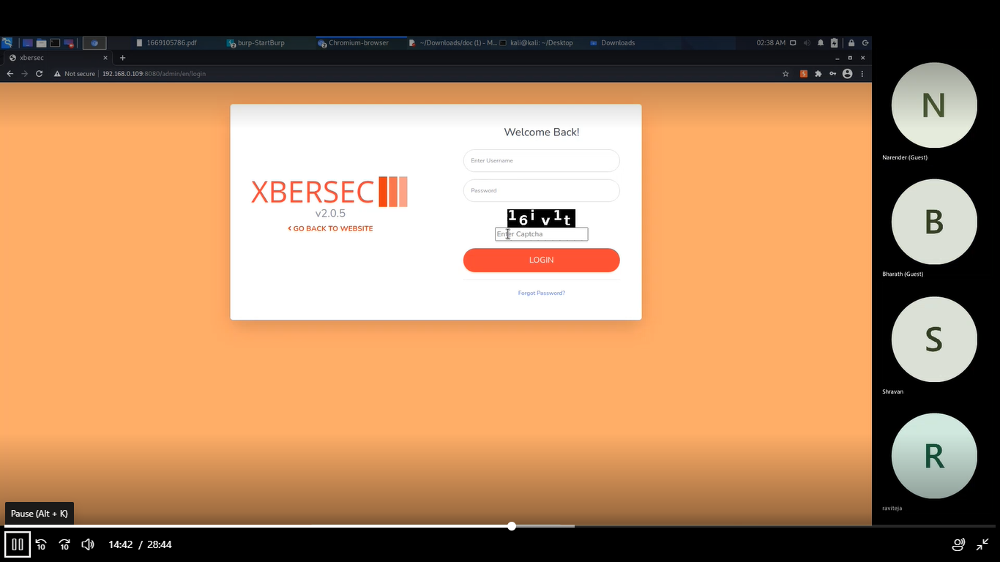 1669105786.pdf
burp-StartBurp
Chromium-browser
~/Downloads/doc (1) - M...
kali@kali: ~/Desktop
Downloads
02:38 AM
xbersec
Not secure
192.168.0.109:8080/admin/en/login
XBERSEC
v2.0.5
GO BACK TO WEBSITE
Welcome Back!
Enter Username
Password
16 iv1t
Enter Captcha
LOGIN
Forgot Password?
N
Narender (Guest)
B
Bharath (Guest)
S
Shravan
R
raviteja
Pause (Alt + K)
10
10
14:42 / 28:44